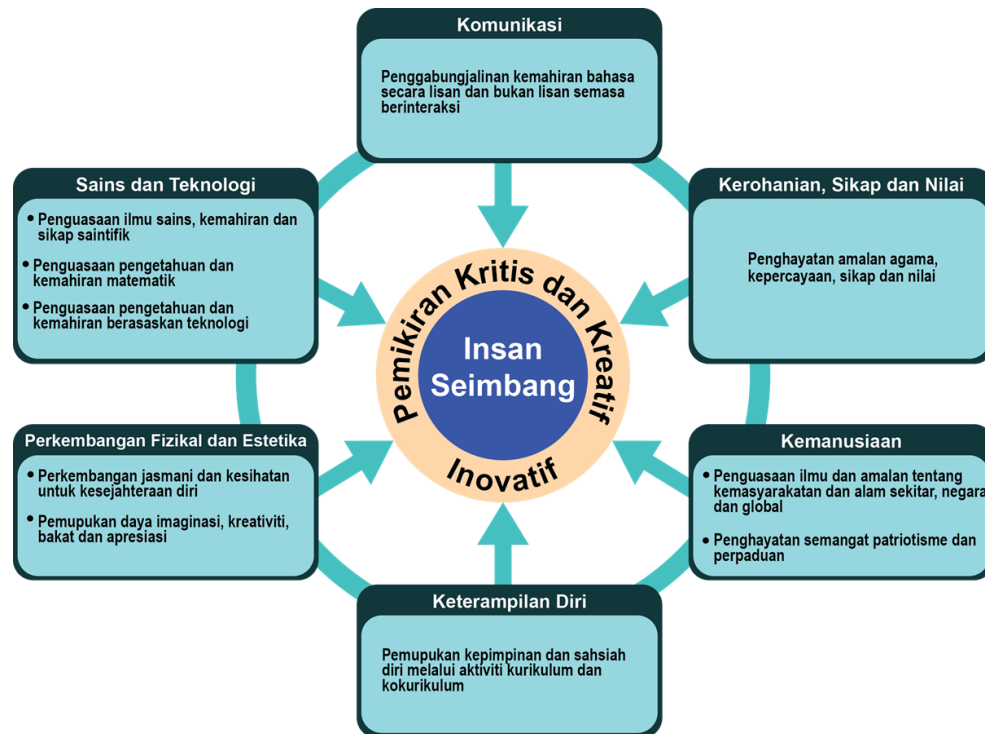 Komunikasi
Penggabungjalinan kemahiran bahasa
secara lisan dan bukan lisan semasa
berinteraksi
Sains dan Teknologi
• Penguasaan ilmu sains, kemahiran dan
sikap saintifik
• Penguasaan pengetahuan dan
kemahiran matematik
• Penguasaan pengetahuan dan
kemahiran berasaskan teknologi
Kerohanian, Sikap dan Nilai
Penghayatan amalan agama,
kepercayaan, sikap dan nilai
Pemikiran Kritis dan Kreatif
Insan
Seimbang
Inovatif
Perkembangan Fizikal dan Estetika
• Perkembangan jasmani dan kesihatan
untuk kesejahteraan diri
• Pemupukan daya imaginasi, kreativiti,
bakat dan apresiasi
Kemanusiaan
• Penguasaan ilmu dan amalan tentang
kemasyarakatan dan alam sekitar, negara
dan global
• Penghayatan semangat patriotisme dan
perpaduan
Keterampilan Diri
Pemupukan kepimpinan dan sahsiah
diri melalui aktiviti kurikulum dan
kokurikulum